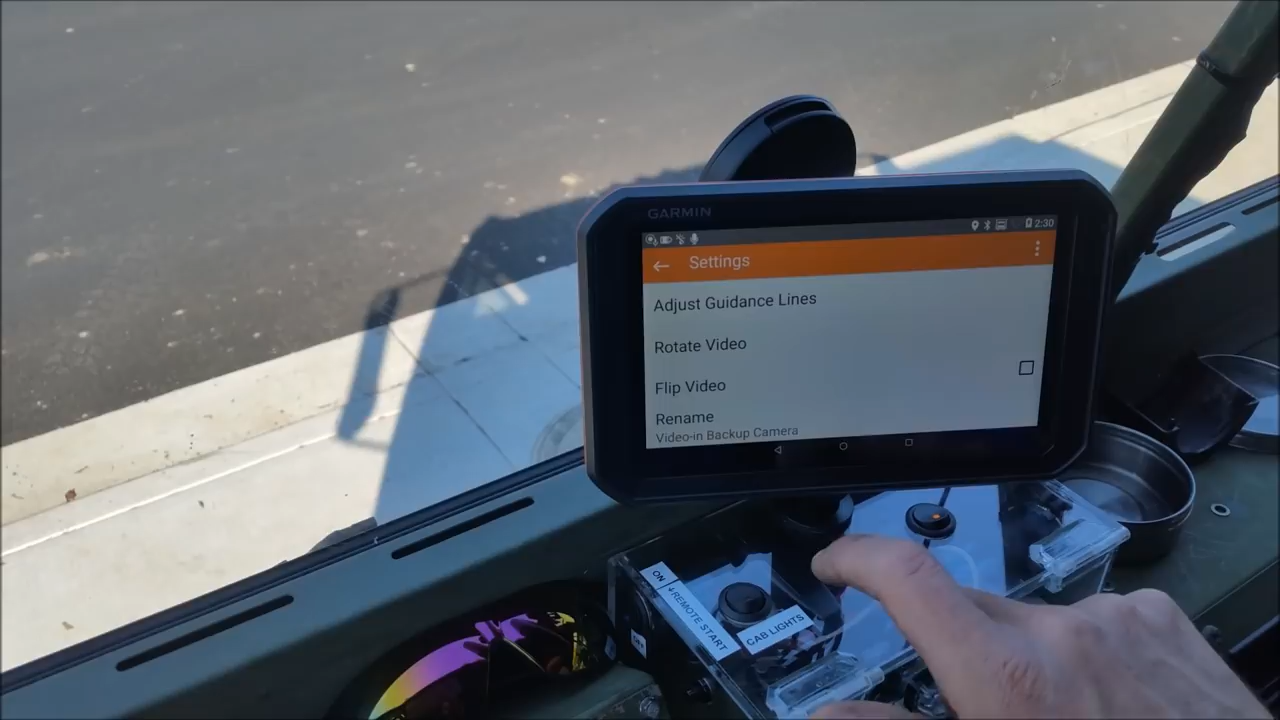 GARMIN
2:30
Settings
Adjust Guidance Lines
Rotate Video
Flip Video
Rename
Video-in Backup Camera
ON
REMOTE START
CAB LIGHTS